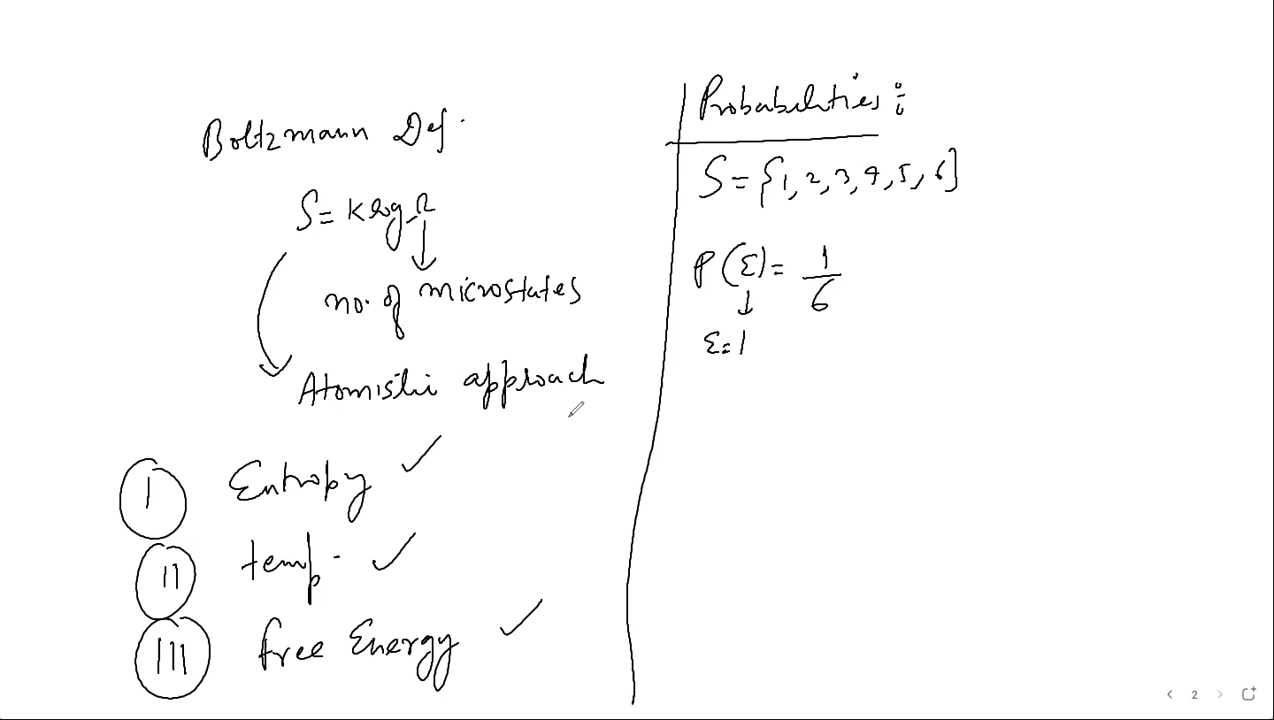 Boltzmann Def.
S = k log Ω
no. of microstates
Atomistic approach
I Entropy ✓
II temp. ✓
III free Energy ✓
Probabilities :
S = {1, 2, 3, 4, 5, 6}
P(Σ) = 1/6
Σ = 1
< 2 >